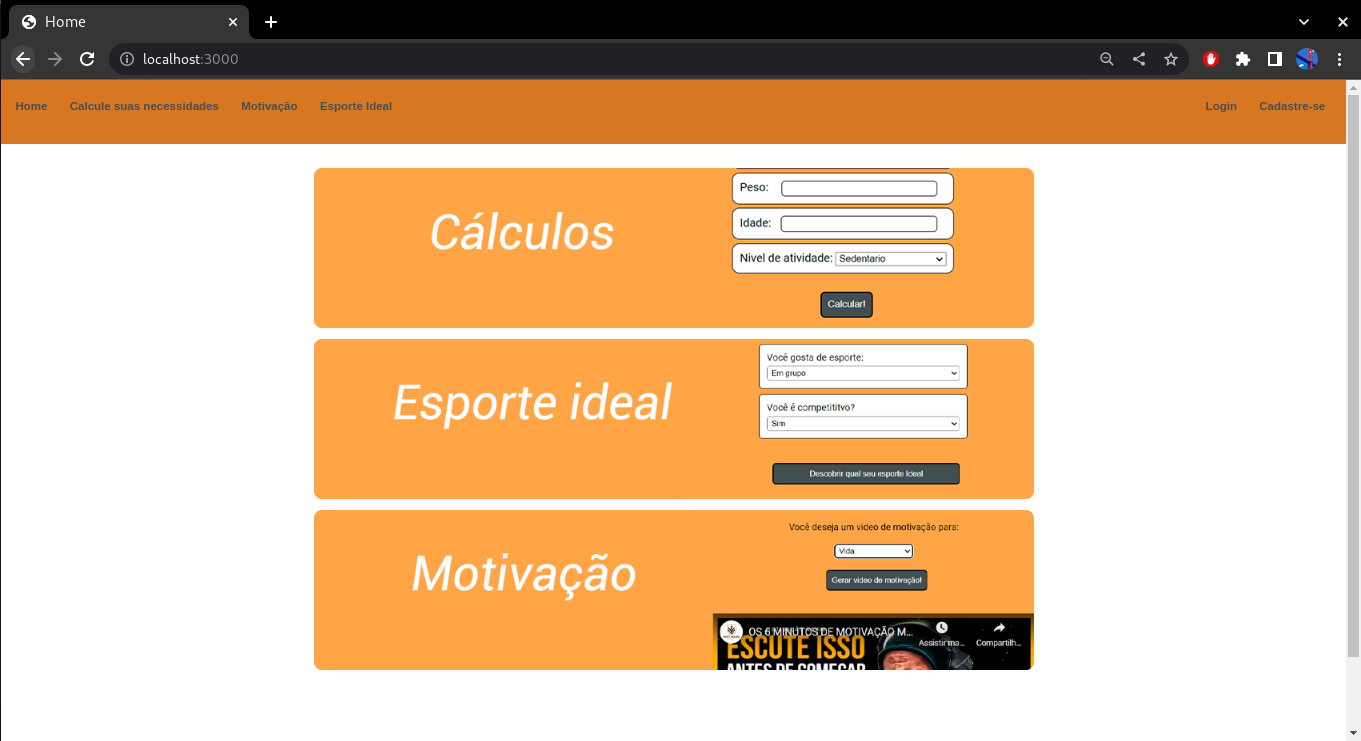 Home
localhost:3000
Home Calcule suas necessidades Motivação Esporte Ideal Login Cadastre-se
Cálculos
Peso:
Idade:
Nivel de atividade: Sedentario
Calcular!
Esporte ideal
Você gosta de esporte:
Em grupo
Você é competititvo?
Sim
Descobrir qual seu esporte Ideal
Motivação
Você deseja um video de motivação para:
Vida
Gerar video de motivação!
OS 6 MINUTOS DE MOTIVAÇÃO M...
Assistir ma...
Compartilh...
ESCUTE ISSO
ANTES DE COMEÇAR